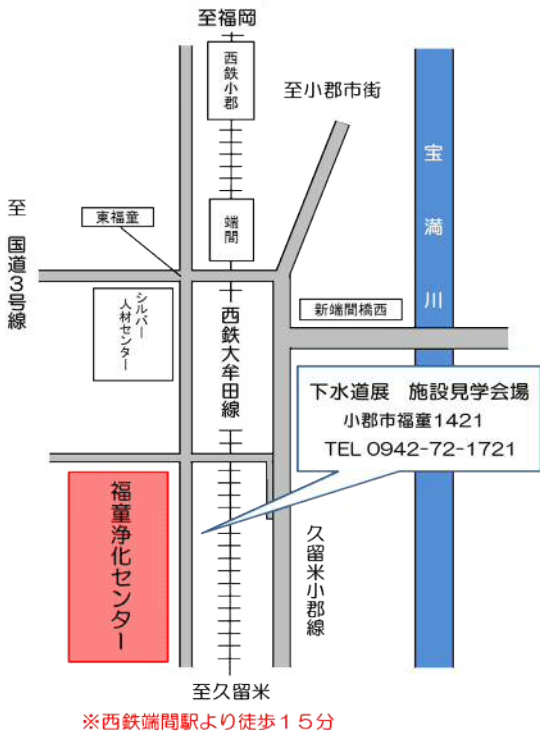 至福岡
西鉄小郡
至小郡市街
宝満川
至 国道3号線
東福童
端間
シルバー
人材センター
西鉄大牟田線
新端間橋西
下水道展 施設見学会場
小郡市福童1421
TEL 0942-72-1721
福童浄化センター
久留米小郡線
至久留米
※西鉄端間駅より徒歩15分